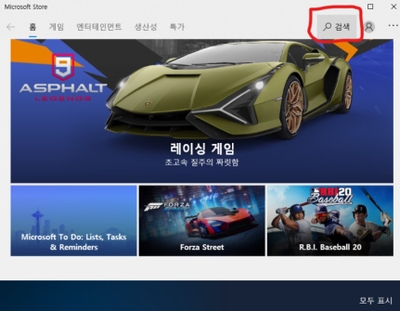 Microsoft Store
홈 게임 엔터테인먼트 생산성 특가
검색
9
ASPHALT
LEGENDS
레이싱 게임
초고속 질주의 짜릿함
Microsoft To Do: Lists, Tasks
& Reminders
FORZA
Forza Street
R.B.I. 20
Baseball
R.B.I. Baseball 20
모두 표시